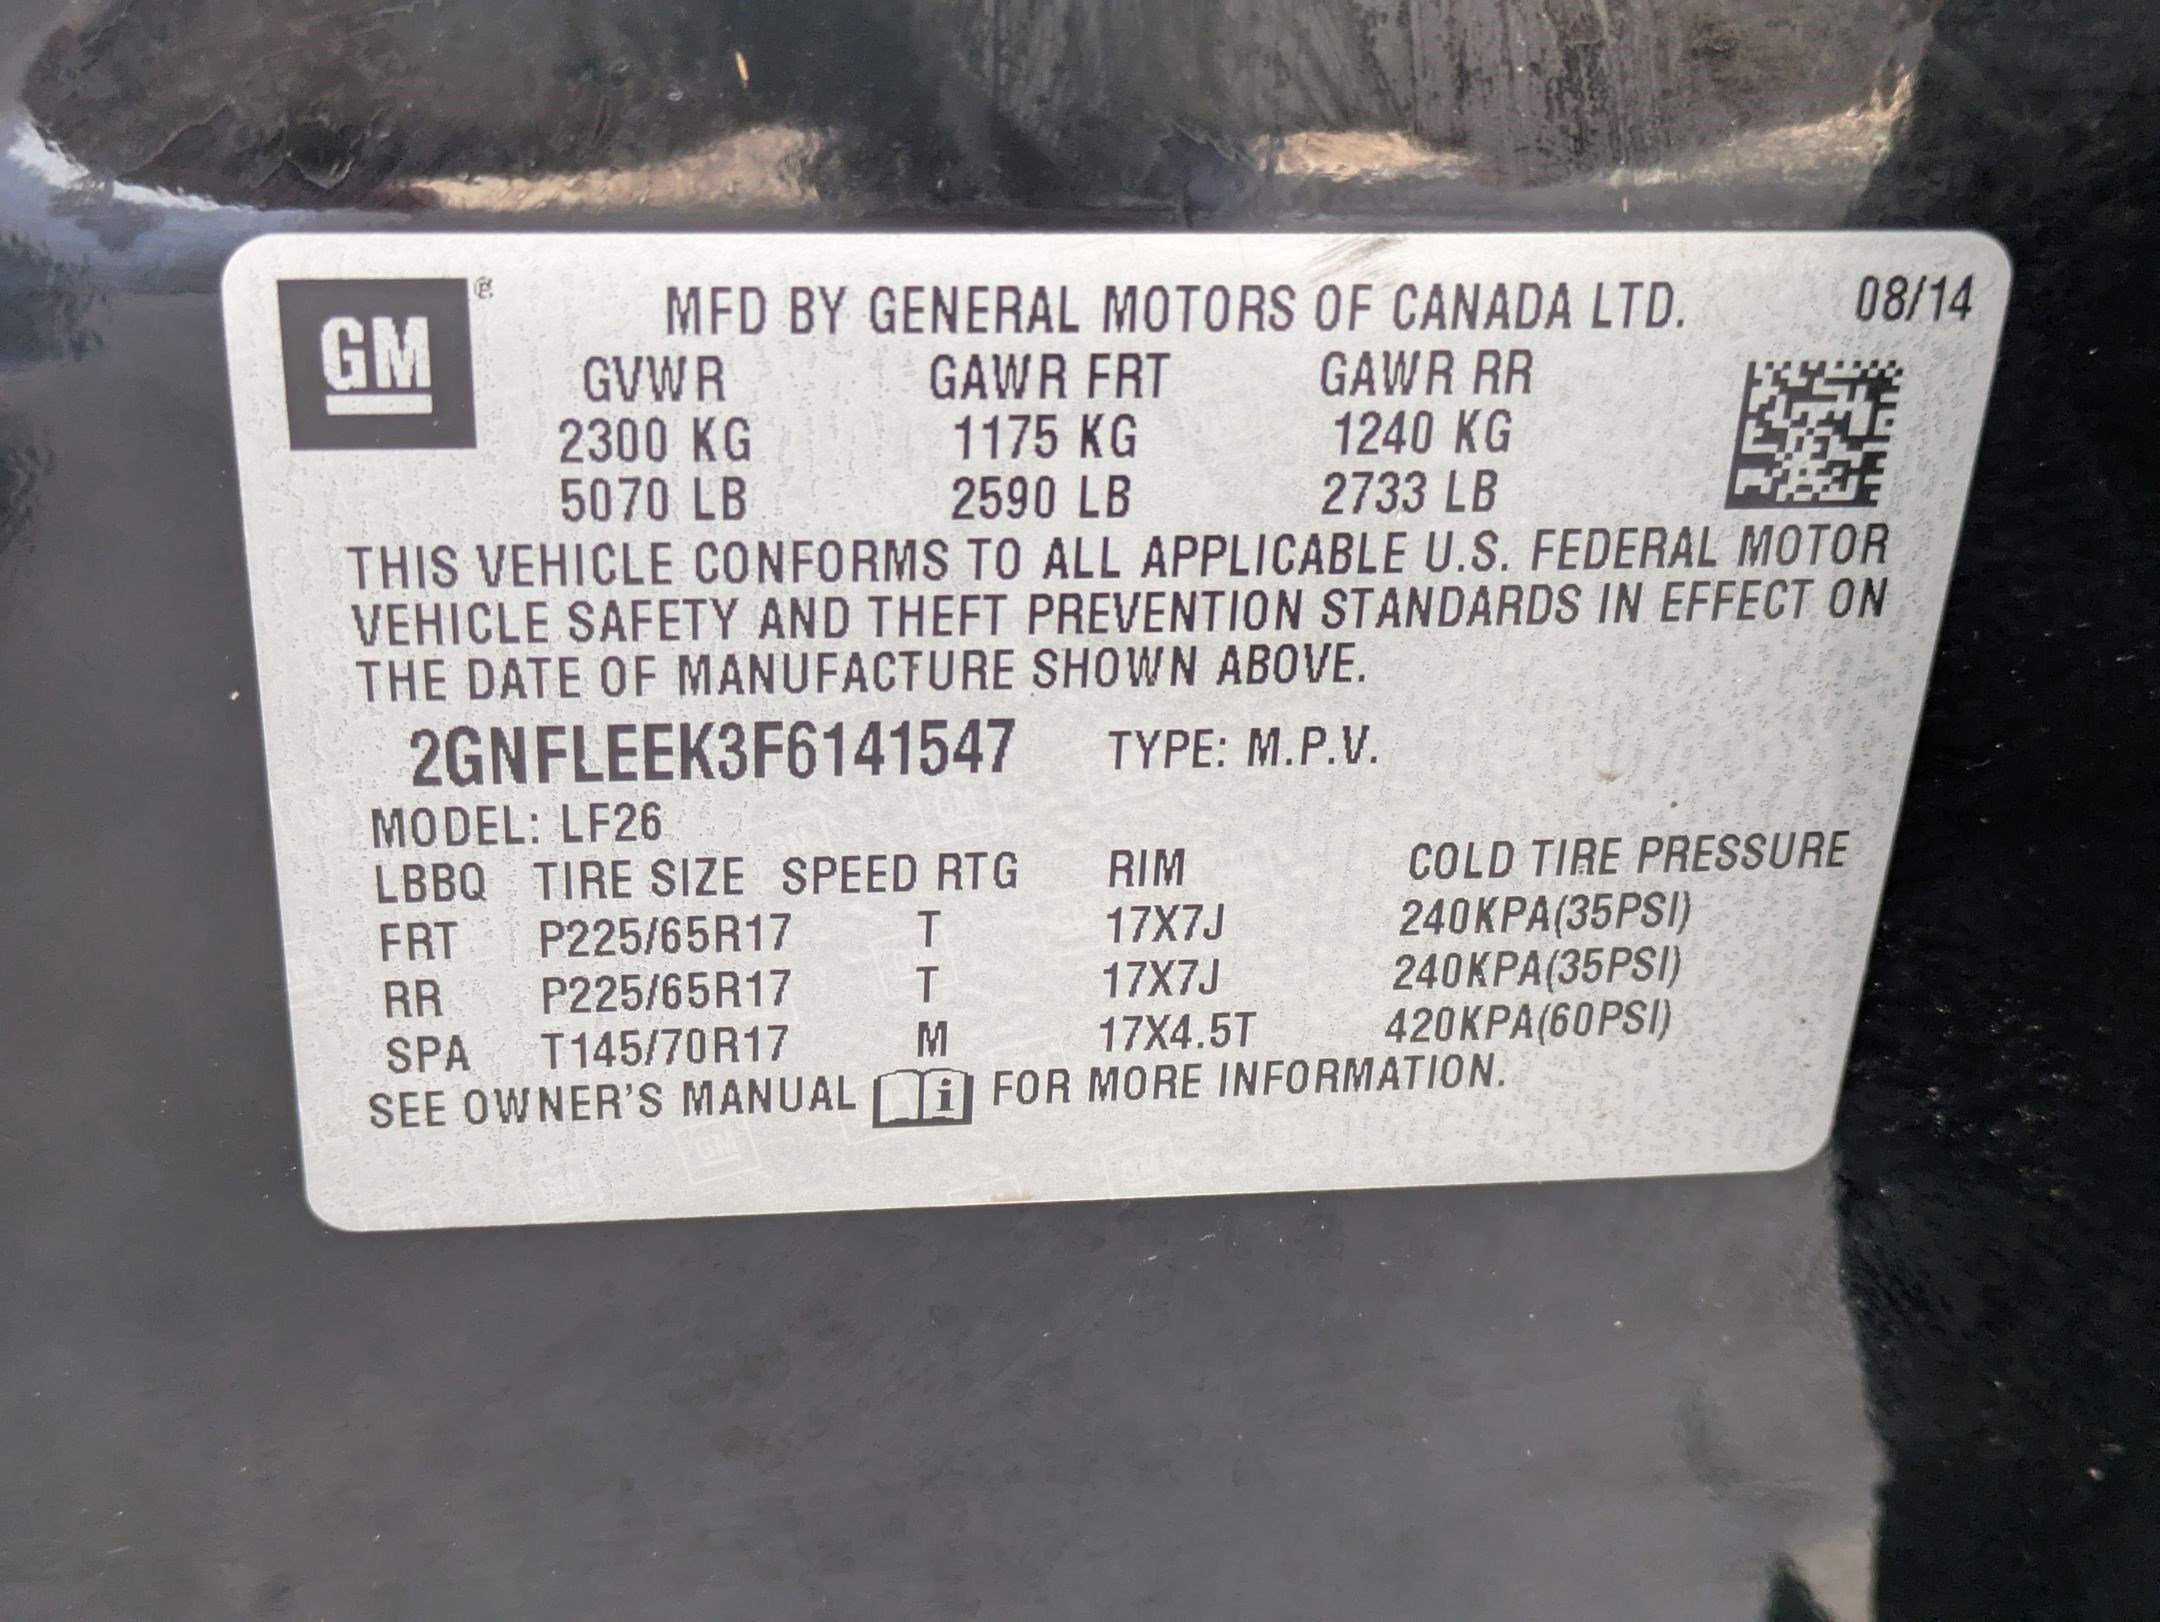 GM ® MFD BY GENERAL MOTORS OF CANADA LTD. 08/14
GVWR GAWR FRT GAWR RR
2300 KG 1175 KG 1240 KG
5070 LB 2590 LB 2733 LB
THIS VEHICLE CONFORMS TO ALL APPLICABLE U.S. FEDERAL MOTOR
VEHICLE SAFETY AND THEFT PREVENTION STANDARDS IN EFFECT ON
THE DATE OF MANUFACTURE SHOWN ABOVE.
2GNFLEEK3F6141547 TYPE: M.P.V.
MODEL: LF26
LBBQ TIRE SIZE SPEED RTG RIM COLD TIRE PRESSURE
FRT P225/65R17 T 17X7J 240KPA(35PSI)
RR P225/65R17 T 17X7J 240KPA(35PSI)
SPA T145/70R17 M 17X4.5T 420KPA(60PSI)
SEE OWNER'S MANUAL i FOR MORE INFORMATION.